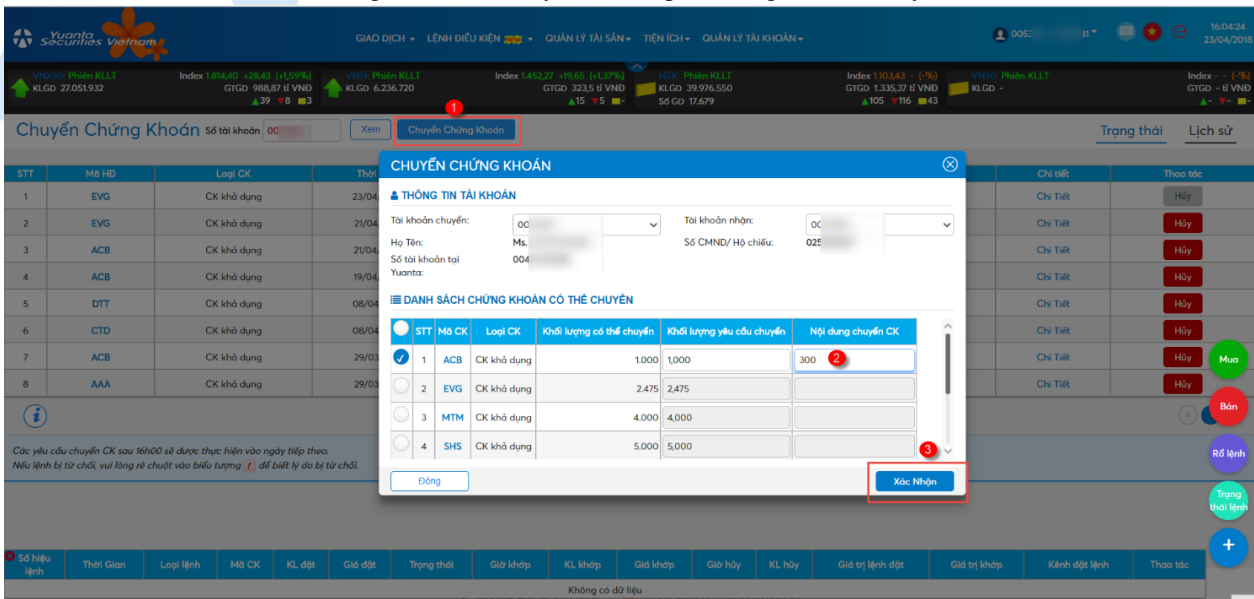 Yuanta Securities Vietnam
GIAO DỊCH LỆNH ĐIỀU KIỆN QUẢN LÝ TÀI SẢN TIỆN ÍCH QUẢN LÝ TÀI KHOẢN
16:04:24
23/04/2018
VNX50: Phiên KLLT Index 1.814,40 +28,43 (+1,59%)
KLGD 27.051.932 GTGD 988,87 tỉ VNĐ
▲39 ▼8 ■3
VNSI: Phiên KLLT Index 1.452,27 +19,65 (+1,37%)
KLGD 6.236.720 GTGD 323,5 tỉ VNĐ
▲15 ▼5 ■-
HSX: Phiên KLLT Index 1.103,43 - (-%)
KLGD 39.976.550 GTGD 1.335,37 tỉ VNĐ
Số GD 17.679 ▲105 ▼116 ■43
VN30: Phiên KLLT Index - - (-%)
KLGD - GTGD - tỉ VNĐ
▲- ▼- ■-
1
Chuyển Chứng Khoán Số tài khoản 00 Xem Chuyển Chứng Khoán Trạng thái Lịch sử
STT Mã HĐ Loại CK Thời Chi tiết Thao tác
1 EVG CK khả dụng 23/04 Chi Tiết Hủy
2 EVG CK khả dụng 21/04 Chi Tiết Hủy
3 ACB CK khả dụng 21/04 Chi Tiết Hủy
4 ACB CK khả dụng 19/04 Chi Tiết Hủy
5 DTT CK khả dụng 08/04 Chi Tiết Hủy
6 CTD CK khả dụng 08/04 Chi Tiết Hủy
7 ACB CK khả dụng 29/03 Chi Tiết Hủy
8 AAA CK khả dụng 29/03 Chi Tiết Hủy
Các yêu cầu chuyển CK sau 16h00 sẽ được thực hiện vào ngày tiếp theo.
Nếu lệnh bị từ chối, vui lòng rê chuột vào biểu tượng ! để biết lý do bị từ chối.
CHUYỂN CHỨNG KHOÁN
THÔNG TIN TÀI KHOẢN
Tài khoản chuyển: 00 Tài khoản nhận: 00
Họ Tên: Ms. Số CMND/ Hộ chiếu: 025
Số tài khoản tại 004
Yuanta:
DANH SÁCH CHỨNG KHOÁN CÓ THỂ CHUYỂN
STT Mã CK Loại CK Khối lượng có thể chuyển Khối lượng yêu cầu chuyển Nội dung chuyển CK
1 ACB CK khả dụng 1.000 1,000 300 2
2 EVG CK khả dụng 2.475 2,475
3 MTM CK khả dụng 4.000 4,000
4 SHS CK khả dụng 5.000 5,000
3
Đóng Xác Nhận
Mua
Bán
Rổ lệnh
Trạng thái lệnh
+
Số hiệu lệnh Thời Gian Loại lệnh Mã CK KL đặt Giá đặt Trạng thái Giờ khớp KL khớp Giá khớp Giờ hủy KL hủy Giá trị lệnh đặt Giá trị khớp Kênh đặt lệnh Thao tác
Không có dữ liệu